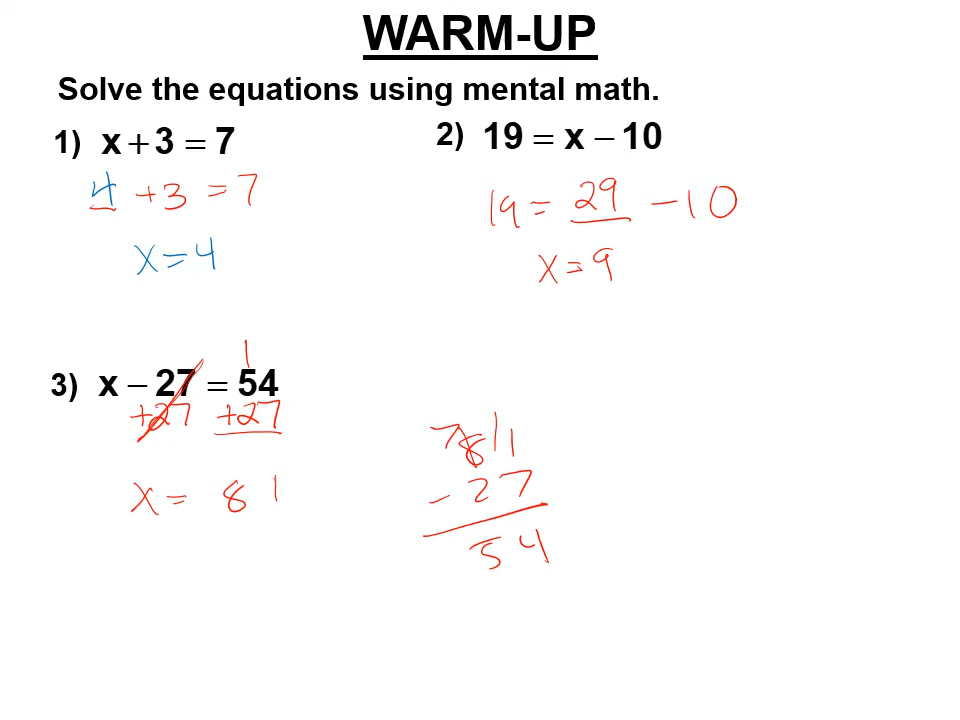 WARM-UP
Solve the equations using mental math.
1) x + 3 = 7
4 + 3 = 7
x = 4
2) 19 = x − 10
19 = 29 − 10
x = 9
1
3) x − 27 = 54
+27 +27
x = 81
7 8 11
− 27
54